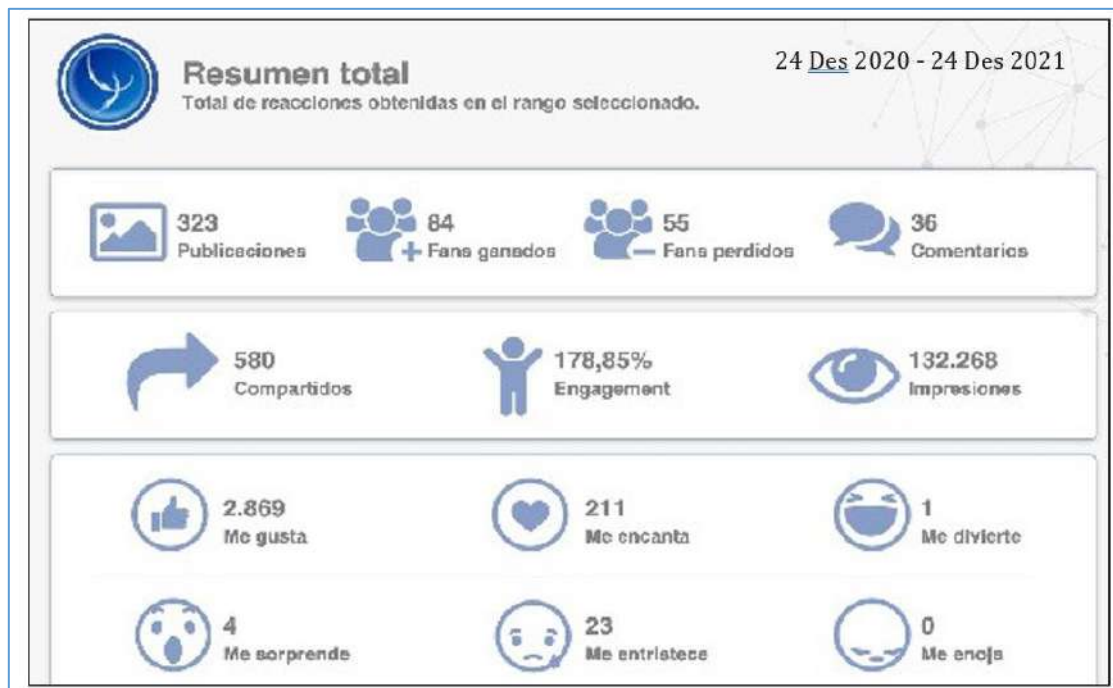 Resumen total
24 Des 2020 - 24 Des 2021
Total de reacciones obtenidas en el rango seleccionado.
323
Publicaciones
84
Fans ganados
55
Fans perdidos
36
Comentarios
580
Compartidos
178,85%
Engagement
132.268
Impresiones
2.869
Me gusta
211
Me encanta
1
Me divierte
4
Me sorprende
23
Me entristece
0
Me enoja